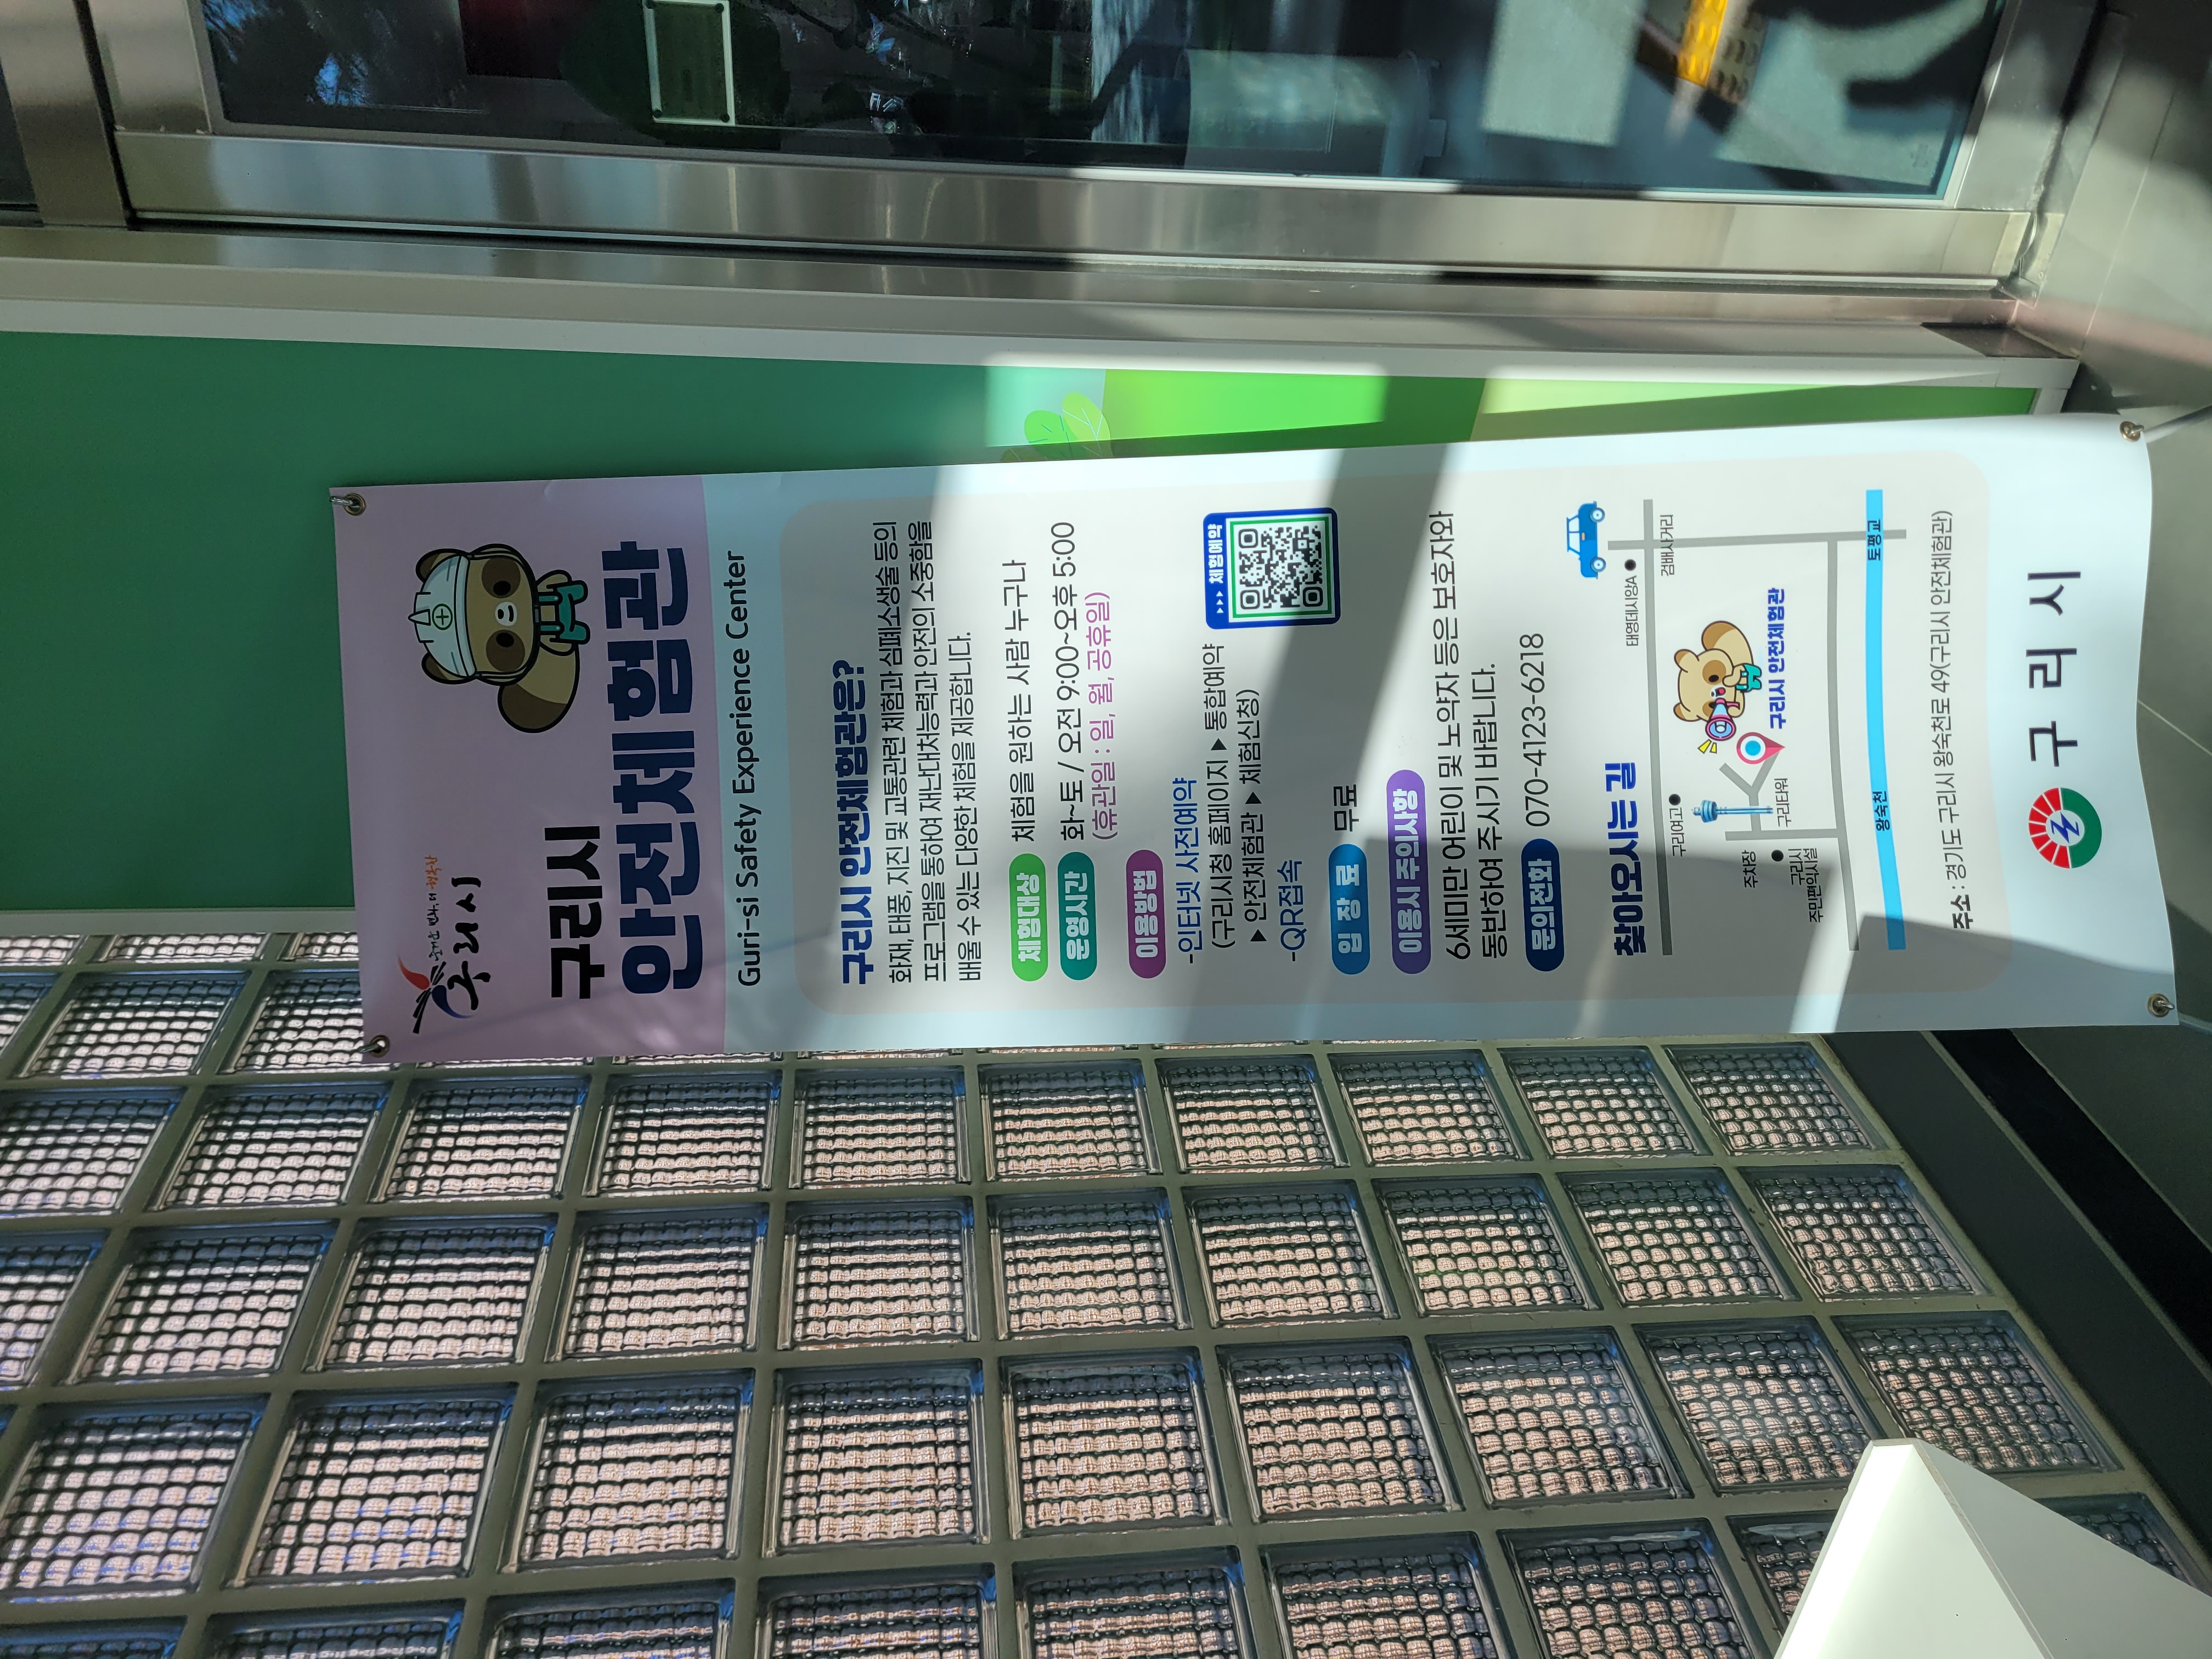 구리시
구리시
안전체험관
Guri-si Safety Experience Center
구리시 안전체험관은?
화재, 태풍, 지진 및 교통관련 체험과 심폐소생술 등의
프로그램을 통하여 재난대처능력과 안전의 소중함을
배울 수 있는 다양한 체험을 제공합니다.
체험대상 체험을 원하는 사람 누구나
운영시간 화~토 / 오전 9:00~오후 5:00
(휴관일 : 일, 월, 공휴일)
이용방법
-인터넷 사전예약
(구리시청 홈페이지 ▶ 통합예약
▶ 안전체험관 ▶ 체험신청)
-QR접속
▸▸▸ 체험예약
입 장 료 무료
이용시 주의사항
6세미만 어린이 및 노약자 등은 보호자와
동반하여 주시기 바랍니다.
문의전화 070-4123-6218
찾아오시는 길
태영데시앙A
검배사거리
구리여고
구리시 안전체험관
구리타워
주차장
구리시
주민편익시설
왕숙천
토평교
주소 : 경기도 구리시 왕숙천로 49(구리시 안전체험관)
구리시